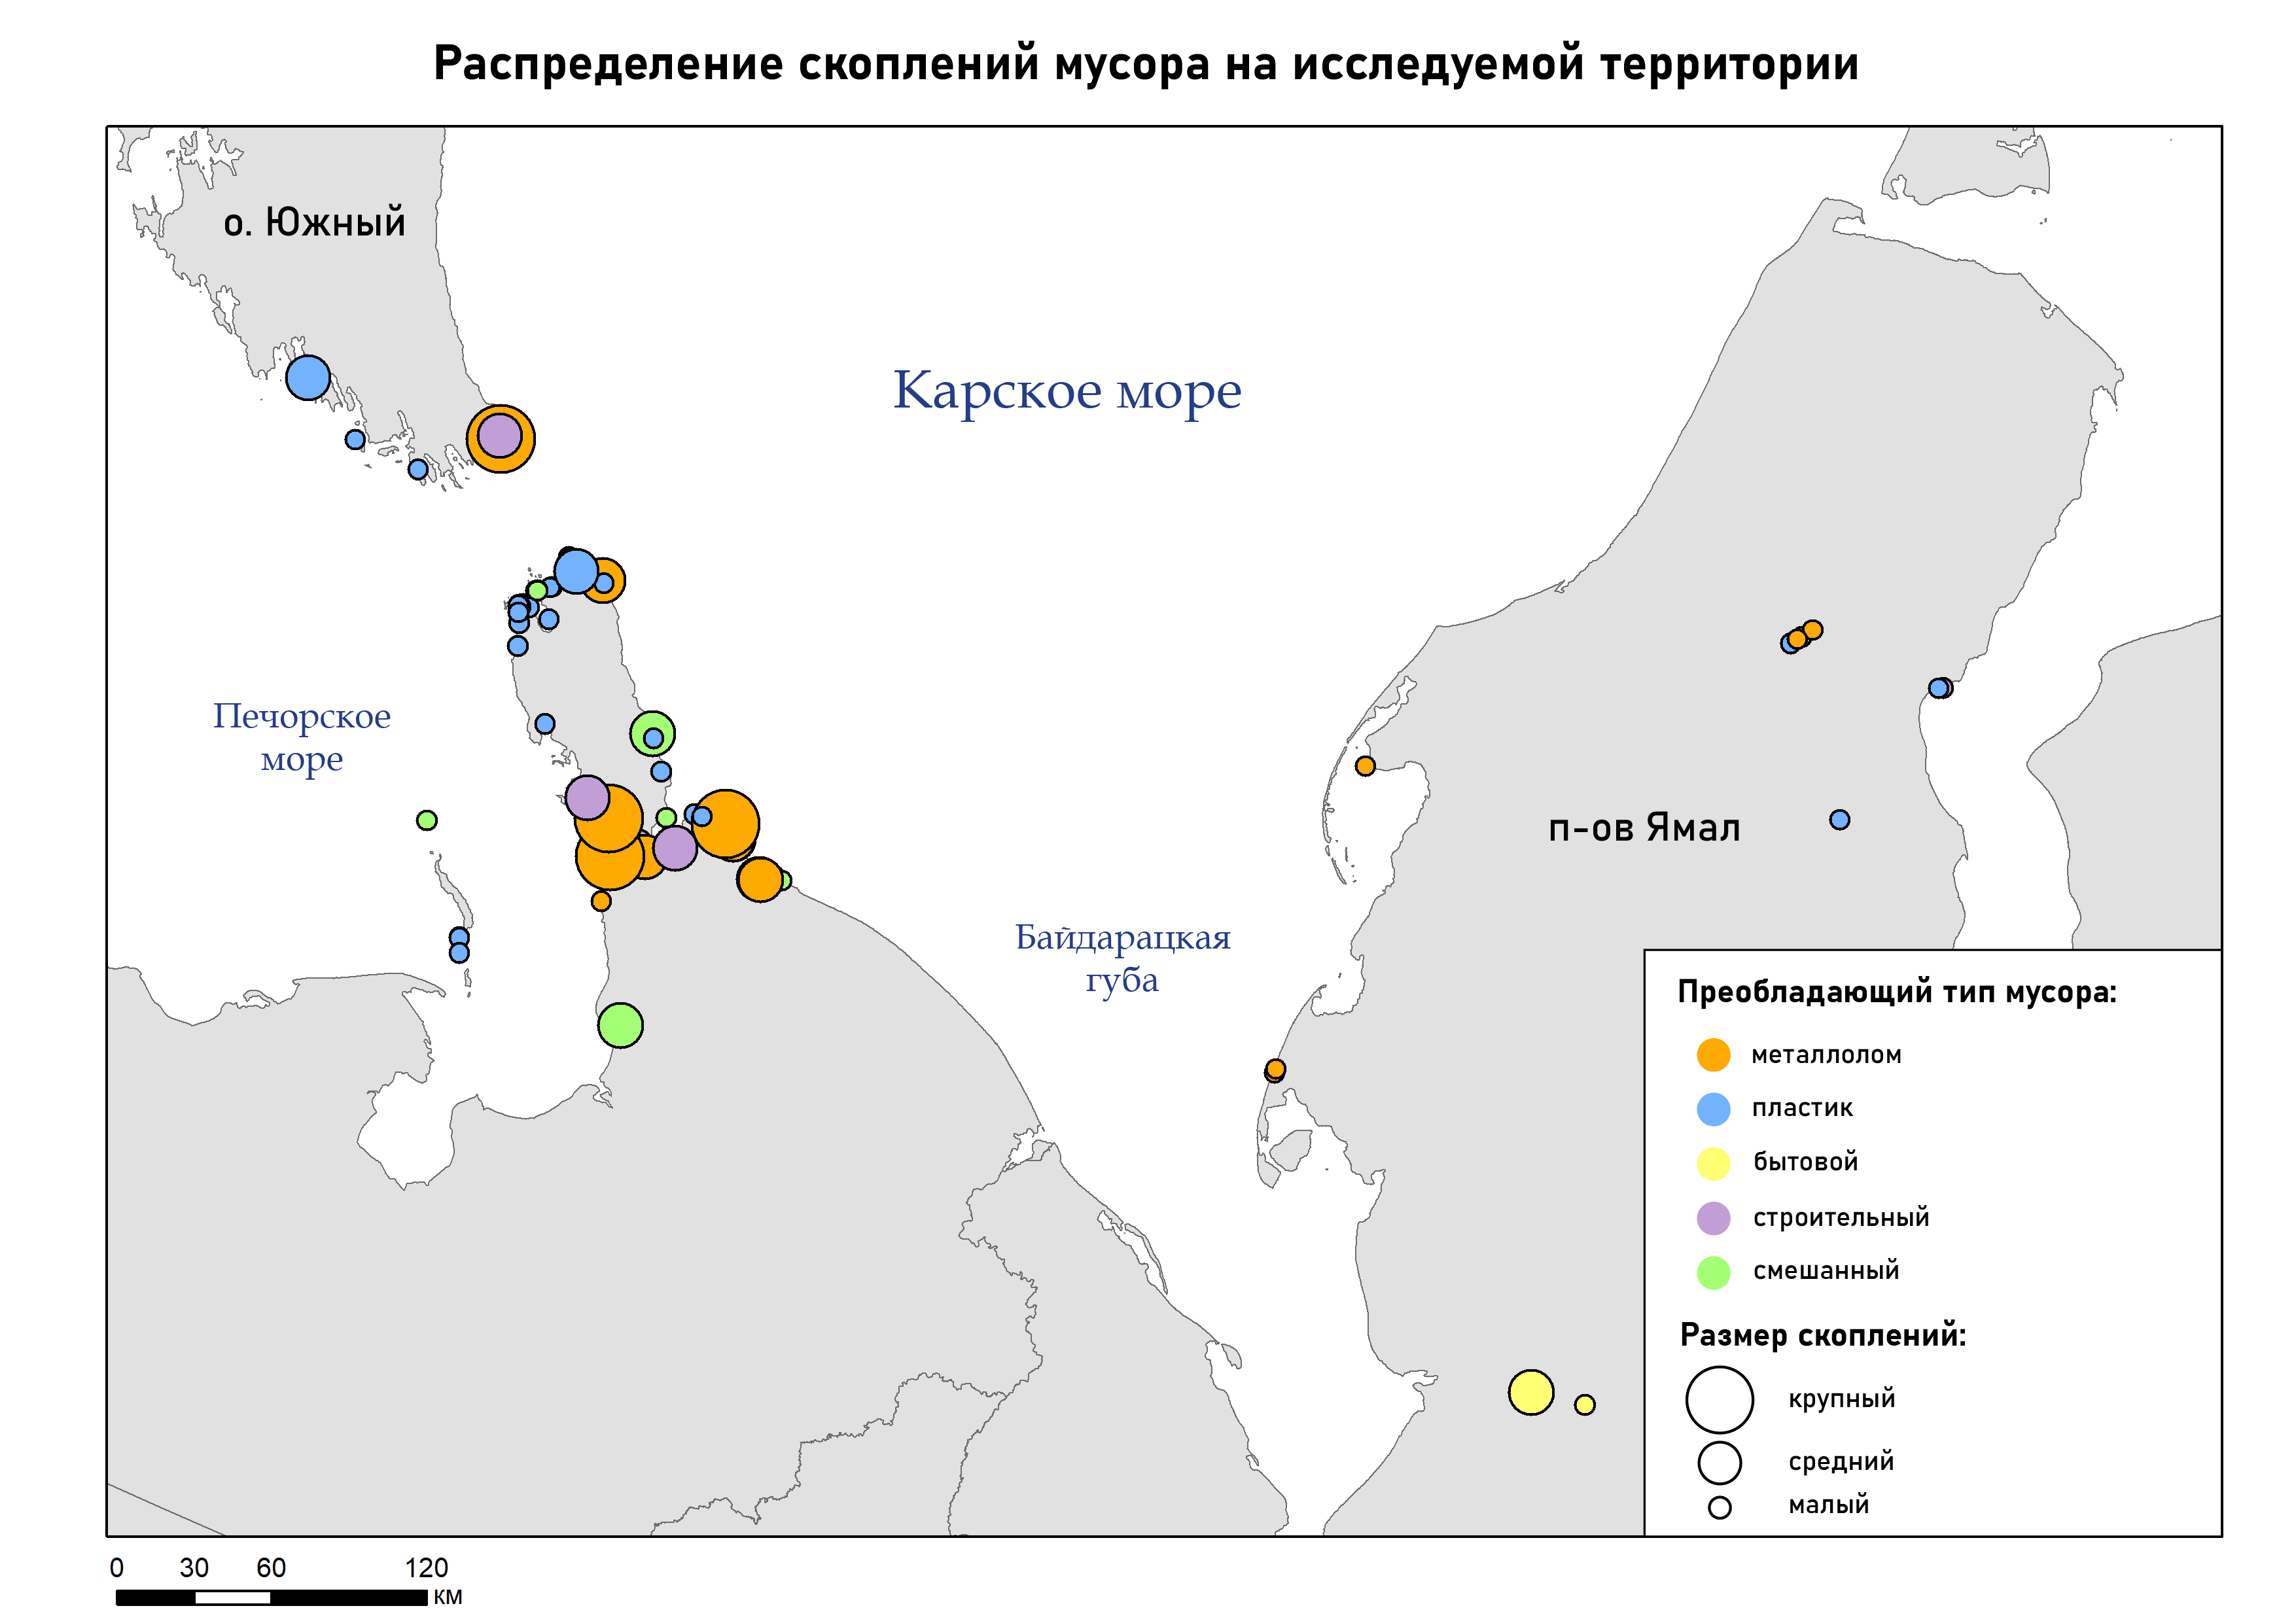 Распределение скоплений мусора на исследуемой территории
о. Южный
Карское море
Печорское
море
п-ов Ямал
Байдарацкая
губа
Преобладающий тип мусора:
металлолом
пластик
бытовой
строительный
смешанный
Размер скоплений:
крупный
средний
малый
0 30 60 120
км